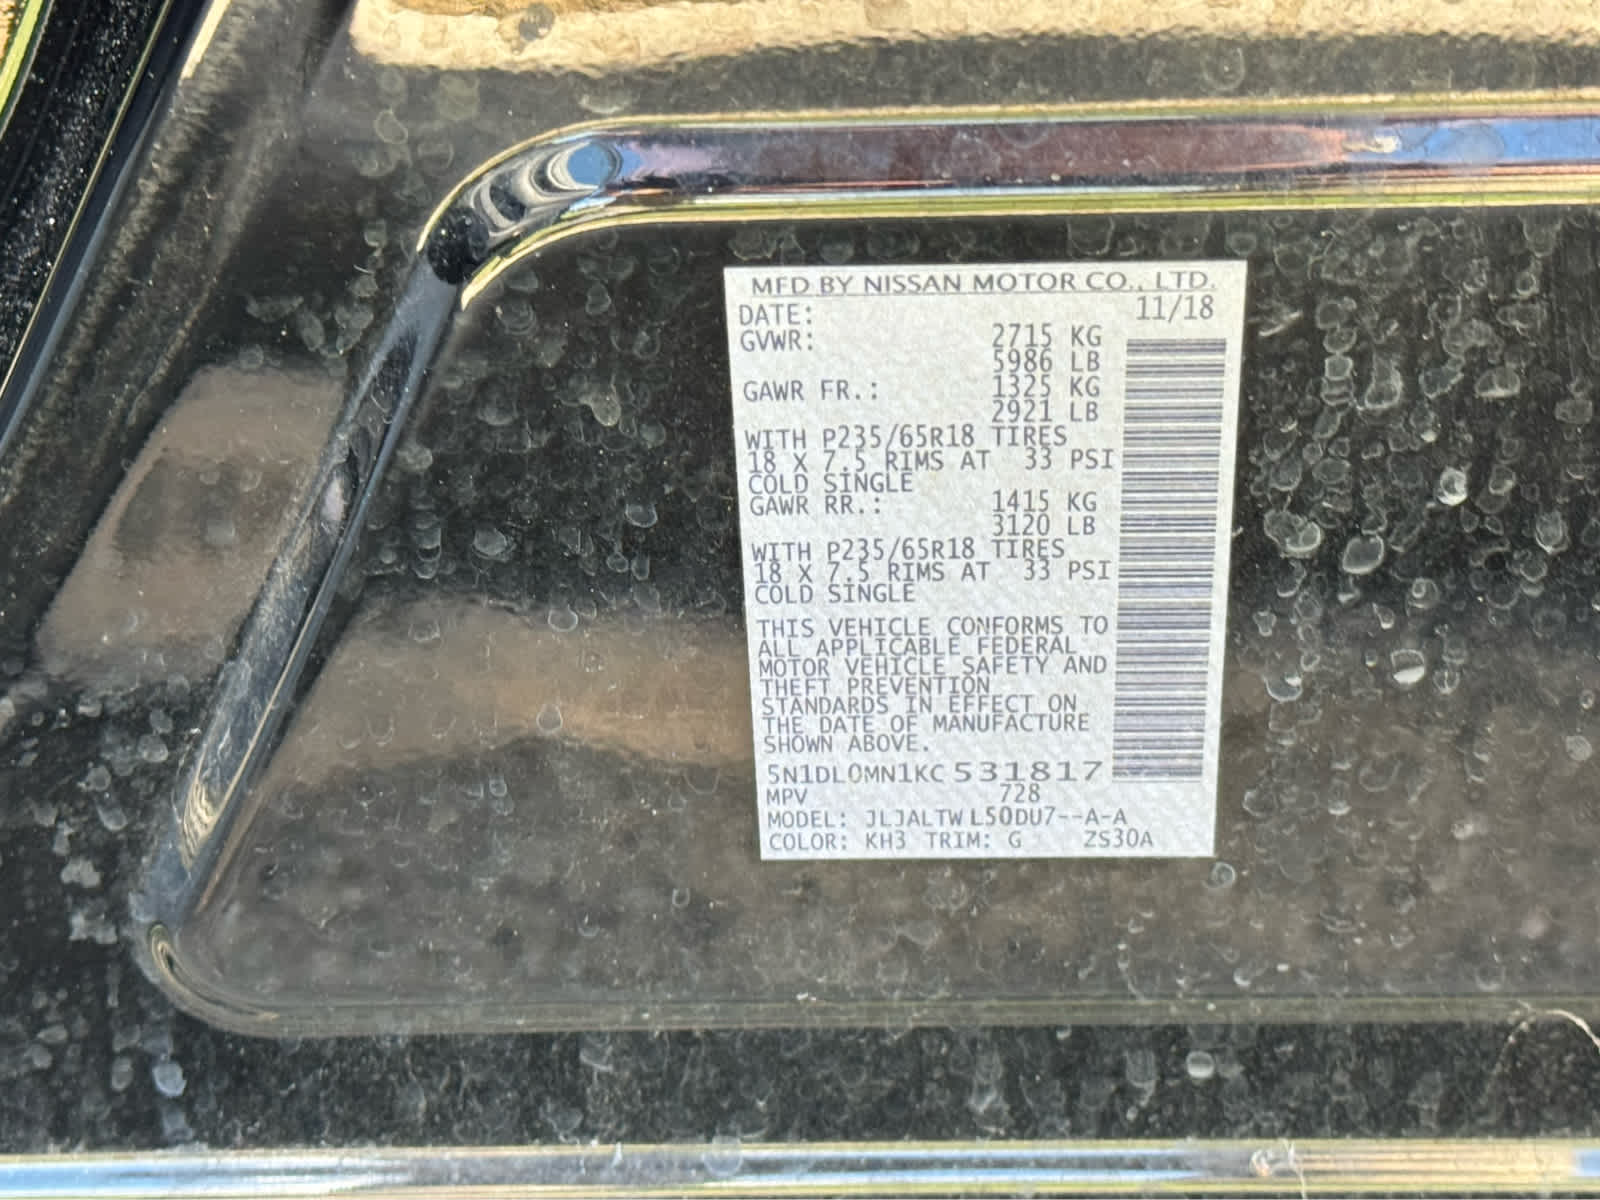 MFD BY NISSAN MOTOR CO., LTD.
DATE: 11/18
GVWR: 2715 KG
5986 LB
GAWR FR.: 1325 KG
2921 LB
WITH P235/65R18 TIRES
18 X 7.5 RIMS AT 33 PSI
COLD SINGLE
GAWR RR.: 1415 KG
3120 LB
WITH P235/65R18 TIRES
18 X 7.5 RIMS AT 33 PSI
COLD SINGLE
THIS VEHICLE CONFORMS TO
ALL APPLICABLE FEDERAL
MOTOR VEHICLE SAFETY AND
THEFT PREVENTION
STANDARDS IN EFFECT ON
THE DATE OF MANUFACTURE
SHOWN ABOVE.
5N1DL0MN1KC531817
MPV 728
MODEL: JLJALTWL50DU7--A-A
COLOR: KH3 TRIM: G ZS30A